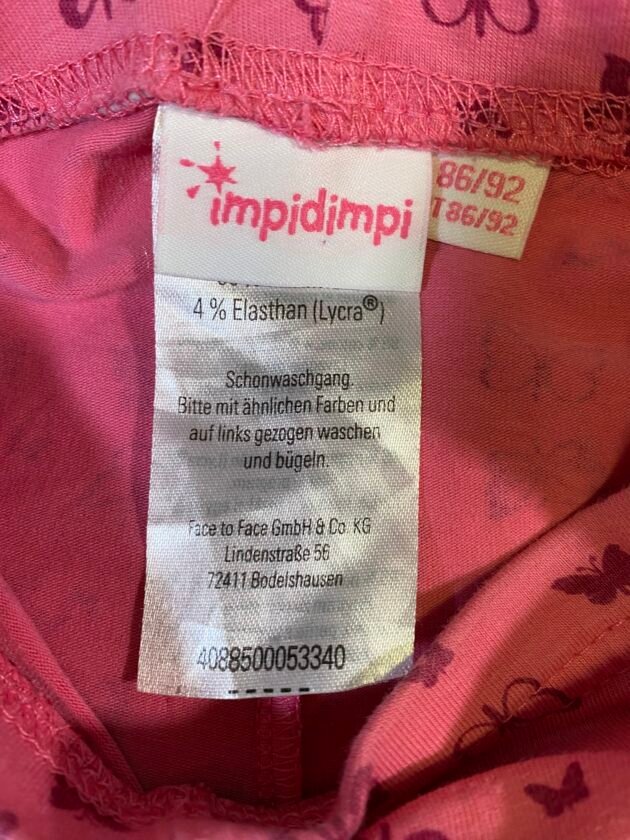 impidimpi
86/92
T 86/92
4 % Elasthan (Lycra®)
Schonwaschgang.
Bitte mit ähnlichen Farben und
auf links gezogen waschen
und bügeln.
Face to Face GmbH & Co. KG
Lindenstraße 56
72411 Bodelshausen
4088500053340